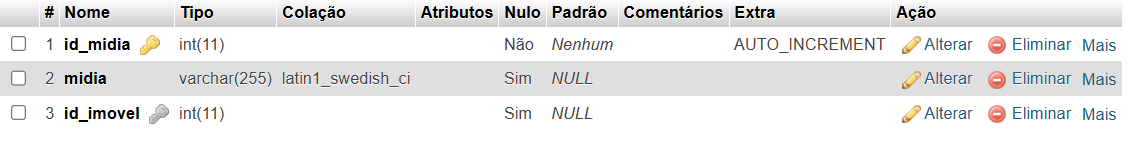 # Nome Tipo Colação Atributos Nulo Padrão Comentários Extra Ação
1 id_midia int(11) Não Nenhum AUTO_INCREMENT Alterar Eliminar Mais
2 midia varchar(255) latin1_swedish_ci Sim NULL Alterar Eliminar Mais
3 id_imovel int(11) Sim NULL Alterar Eliminar Mais